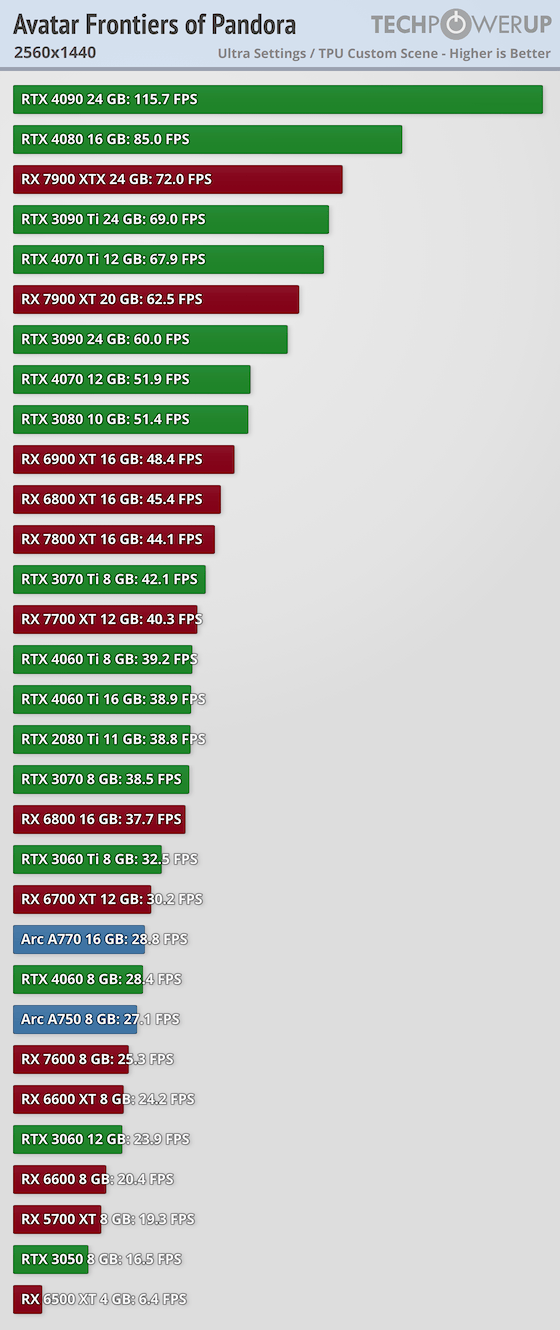 Avatar Frontiers of Pandora
TECHPOWERUP
2560x1440
Ultra Settings / TPU Custom Scene - Higher is Better
RTX 4090 24 GB: 115.7 FPS
RTX 4080 16 GB: 85.0 FPS
RX 7900 XTX 24 GB: 72.0 FPS
RTX 3090 Ti 24 GB: 69.0 FPS
RTX 4070 Ti 12 GB: 67.9 FPS
RX 7900 XT 20 GB: 62.5 FPS
RTX 3090 24 GB: 60.0 FPS
RTX 4070 12 GB: 51.9 FPS
RTX 3080 10 GB: 51.4 FPS
RX 6900 XT 16 GB: 48.4 FPS
RX 6800 XT 16 GB: 45.4 FPS
RX 7800 XT 16 GB: 44.1 FPS
RTX 3070 Ti 8 GB: 42.1 FPS
RX 7700 XT 12 GB: 40.3 FPS
RTX 4060 Ti 8 GB: 39.2 FPS
RTX 4060 Ti 16 GB: 38.9 FPS
RTX 2080 Ti 11 GB: 38.8 FPS
RTX 3070 8 GB: 38.5 FPS
RX 6800 16 GB: 37.7 FPS
RTX 3060 Ti 8 GB: 32.5 FPS
RX 6700 XT 12 GB: 30.2 FPS
Arc A770 16 GB: 28.8 FPS
RTX 4060 8 GB: 28.4 FPS
Arc A750 8 GB: 27.1 FPS
RX 7600 8 GB: 25.3 FPS
RX 6600 XT 8 GB: 24.2 FPS
RTX 3060 12 GB: 23.9 FPS
RX 6600 8 GB: 20.4 FPS
RX 5700 XT 8 GB: 19.3 FPS
RTX 3050 8 GB: 16.5 FPS
RX 6500 XT 4 GB: 6.4 FPS